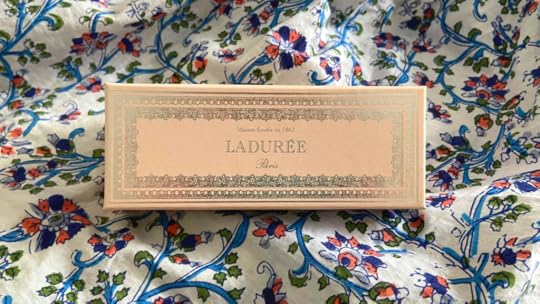 Maison fondée en 1862
LADURÉE
Paris